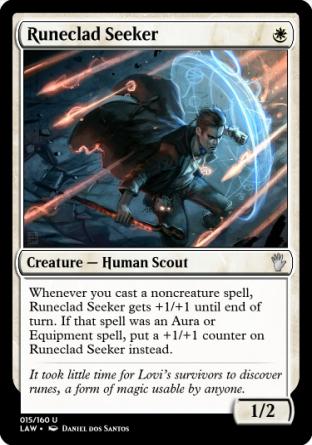 Runeclad Seeker
Creature — Human Scout
Whenever you cast a noncreature spell,
Runeclad Seeker gets +1/+1 until end of
turn. If that spell was an Aura or
Equipment spell, put a +1/+1 counter on
Runeclad Seeker instead.
It took little time for Lovi's survivors to discover
runes, a form of magic usable by anyone.
1/2
015/160 U
LAW • Daniel dos Santos